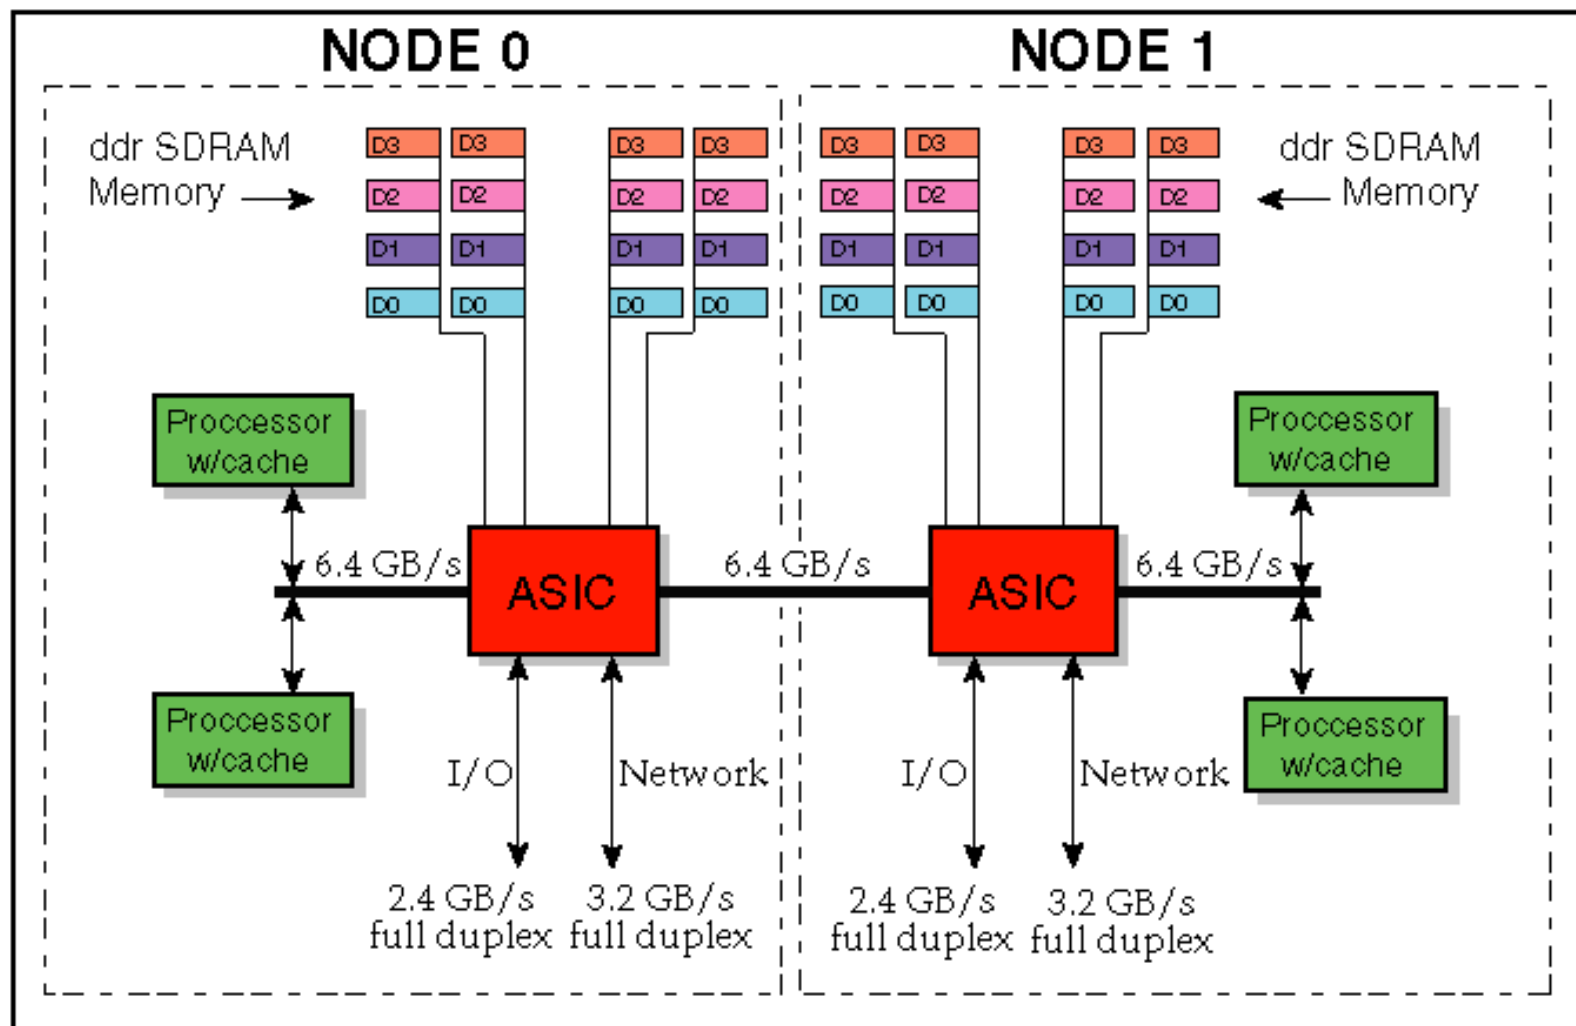 NODE 0 NODE 1
ddr SDRAM
Memory
D3 D3 D3 D3
D2 D2 D2 D2
D1 D1 D1 D1
D0 D0 D0 D0
D3 D3 D3 D3
D2 D2 D2 D2
D1 D1 D1 D1
D0 D0 D0 D0
ddr SDRAM
Memory
Proccessor
w/cache
Proccessor
w/cache
6.4 GB/s
ASIC
6.4 GB/s
ASIC
6.4 GB/s
Proccessor
w/cache
Proccessor
w/cache
I/O Network
2.4 GB/s
full duplex
3.2 GB/s
full duplex
I/O Network
2.4 GB/s
full duplex
3.2 GB/s
full duplex